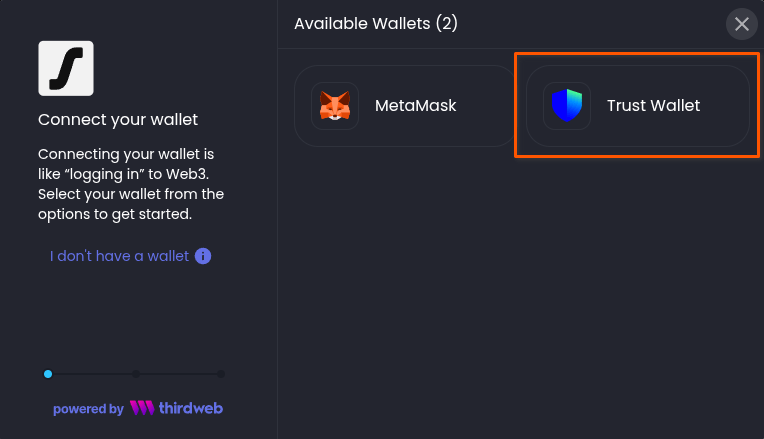 Connect your wallet
Connecting your wallet is
like “logging in” to Web3.
Select your wallet from the
options to get started.
I don't have a wallet
powered by thirdweb
Available Wallets (2)
MetaMask
Trust Wallet